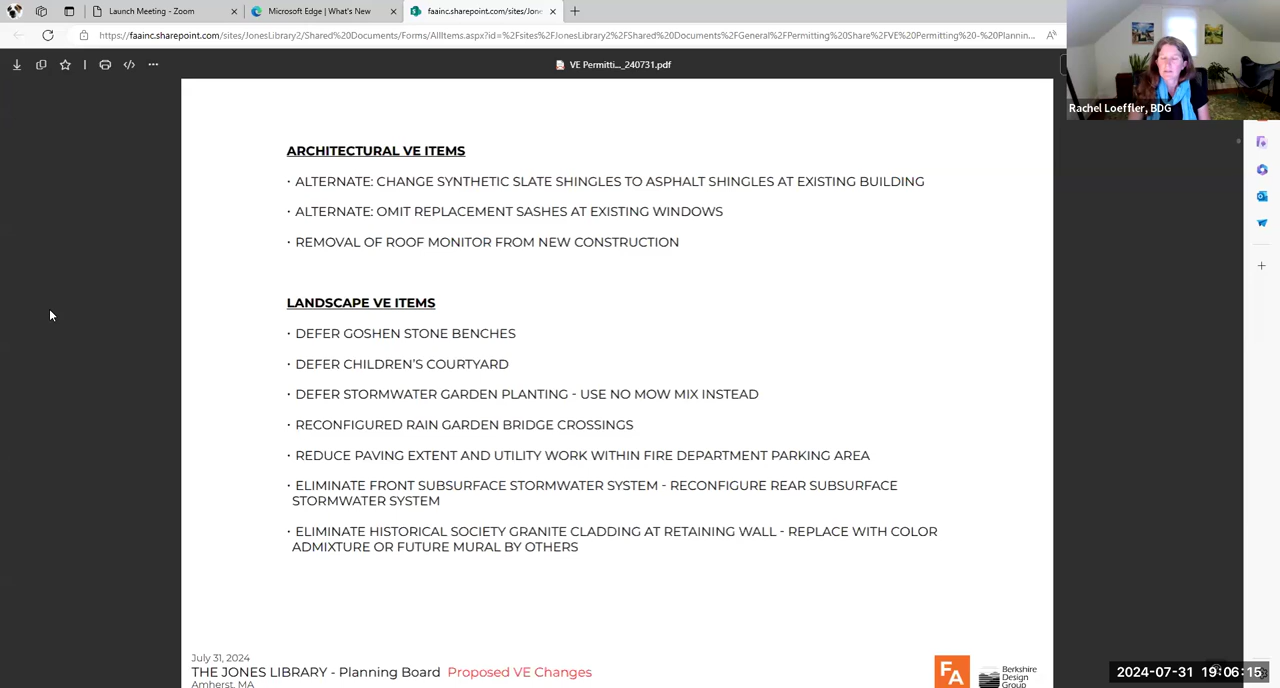 Launch Meeting - Zoom
Microsoft Edge | What's New
faainc.sharepoint.com/sites/Jone
https://faainc.sharepoint.com/sites/JonesLibrary2/Shared%20Documents/Forms/AllItems.aspx?id=%2Fsites%2FJonesLibrary2%2FShared%20Documents%2FGeneral%2FPermitting%20Share%2FVE%20Permitting%20-%20Plannin...
VE Permitti..._240731.pdf
Rachel Loeffler, BDG
ARCHITECTURAL VE ITEMS
· ALTERNATE: CHANGE SYNTHETIC SLATE SHINGLES TO ASPHALT SHINGLES AT EXISTING BUILDING
· ALTERNATE: OMIT REPLACEMENT SASHES AT EXISTING WINDOWS
· REMOVAL OF ROOF MONITOR FROM NEW CONSTRUCTION
LANDSCAPE VE ITEMS
· DEFER GOSHEN STONE BENCHES
· DEFER CHILDREN'S COURTYARD
· DEFER STORMWATER GARDEN PLANTING - USE NO MOW MIX INSTEAD
· RECONFIGURED RAIN GARDEN BRIDGE CROSSINGS
· REDUCE PAVING EXTENT AND UTILITY WORK WITHIN FIRE DEPARTMENT PARKING AREA
· ELIMINATE FRONT SUBSURFACE STORMWATER SYSTEM - RECONFIGURE REAR SUBSURFACE
STORMWATER SYSTEM
· ELIMINATE HISTORICAL SOCIETY GRANITE CLADDING AT RETAINING WALL - REPLACE WITH COLOR
ADMIXTURE OR FUTURE MURAL BY OTHERS
July 31, 2024
THE JONES LIBRARY - Planning Board Proposed VE Changes
Amherst, MA
FA
Berkshire
Design
Group
2024-07-31 19:06:15